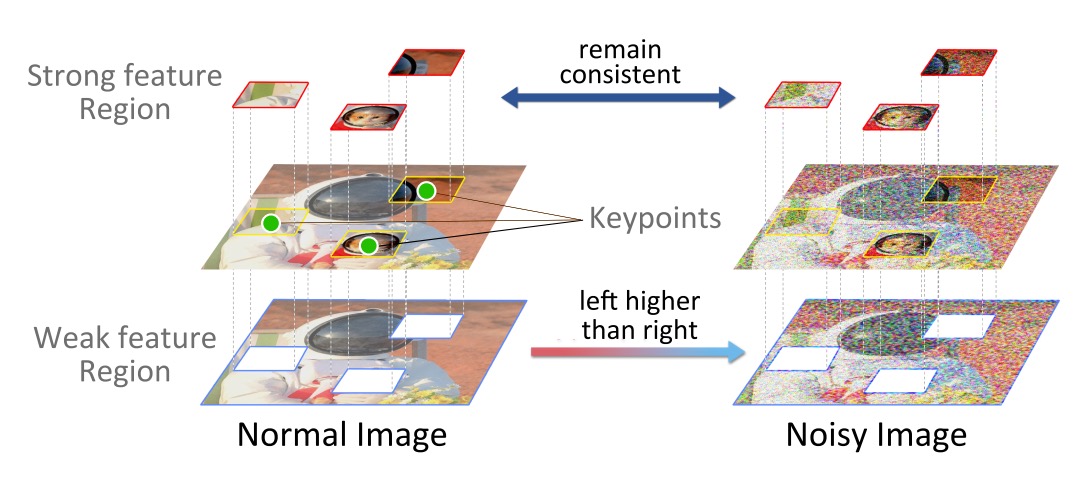 Strong feature
Region
remain
consistent
Keypoints
Weak feature
Region
left higher
than right
Normal Image
Noisy Image